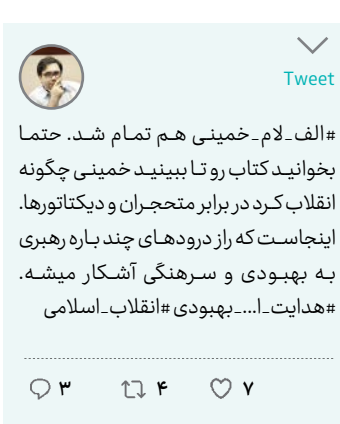 Tweet
#الف_لام_خمینی هم تمام شد. حتما
بخوانید کتاب رو تا ببینید خمینی چگونه
انقلاب کرد در برابر متحجران و دیکتاتورها.
اینجاست که راز درودهای چند باره رهبری
به بهبودی و سرهنگی آشکار میشه.
#هدایت_ا..._بهبودی #انقلاب_اسلامی
۳ ۴ ۷